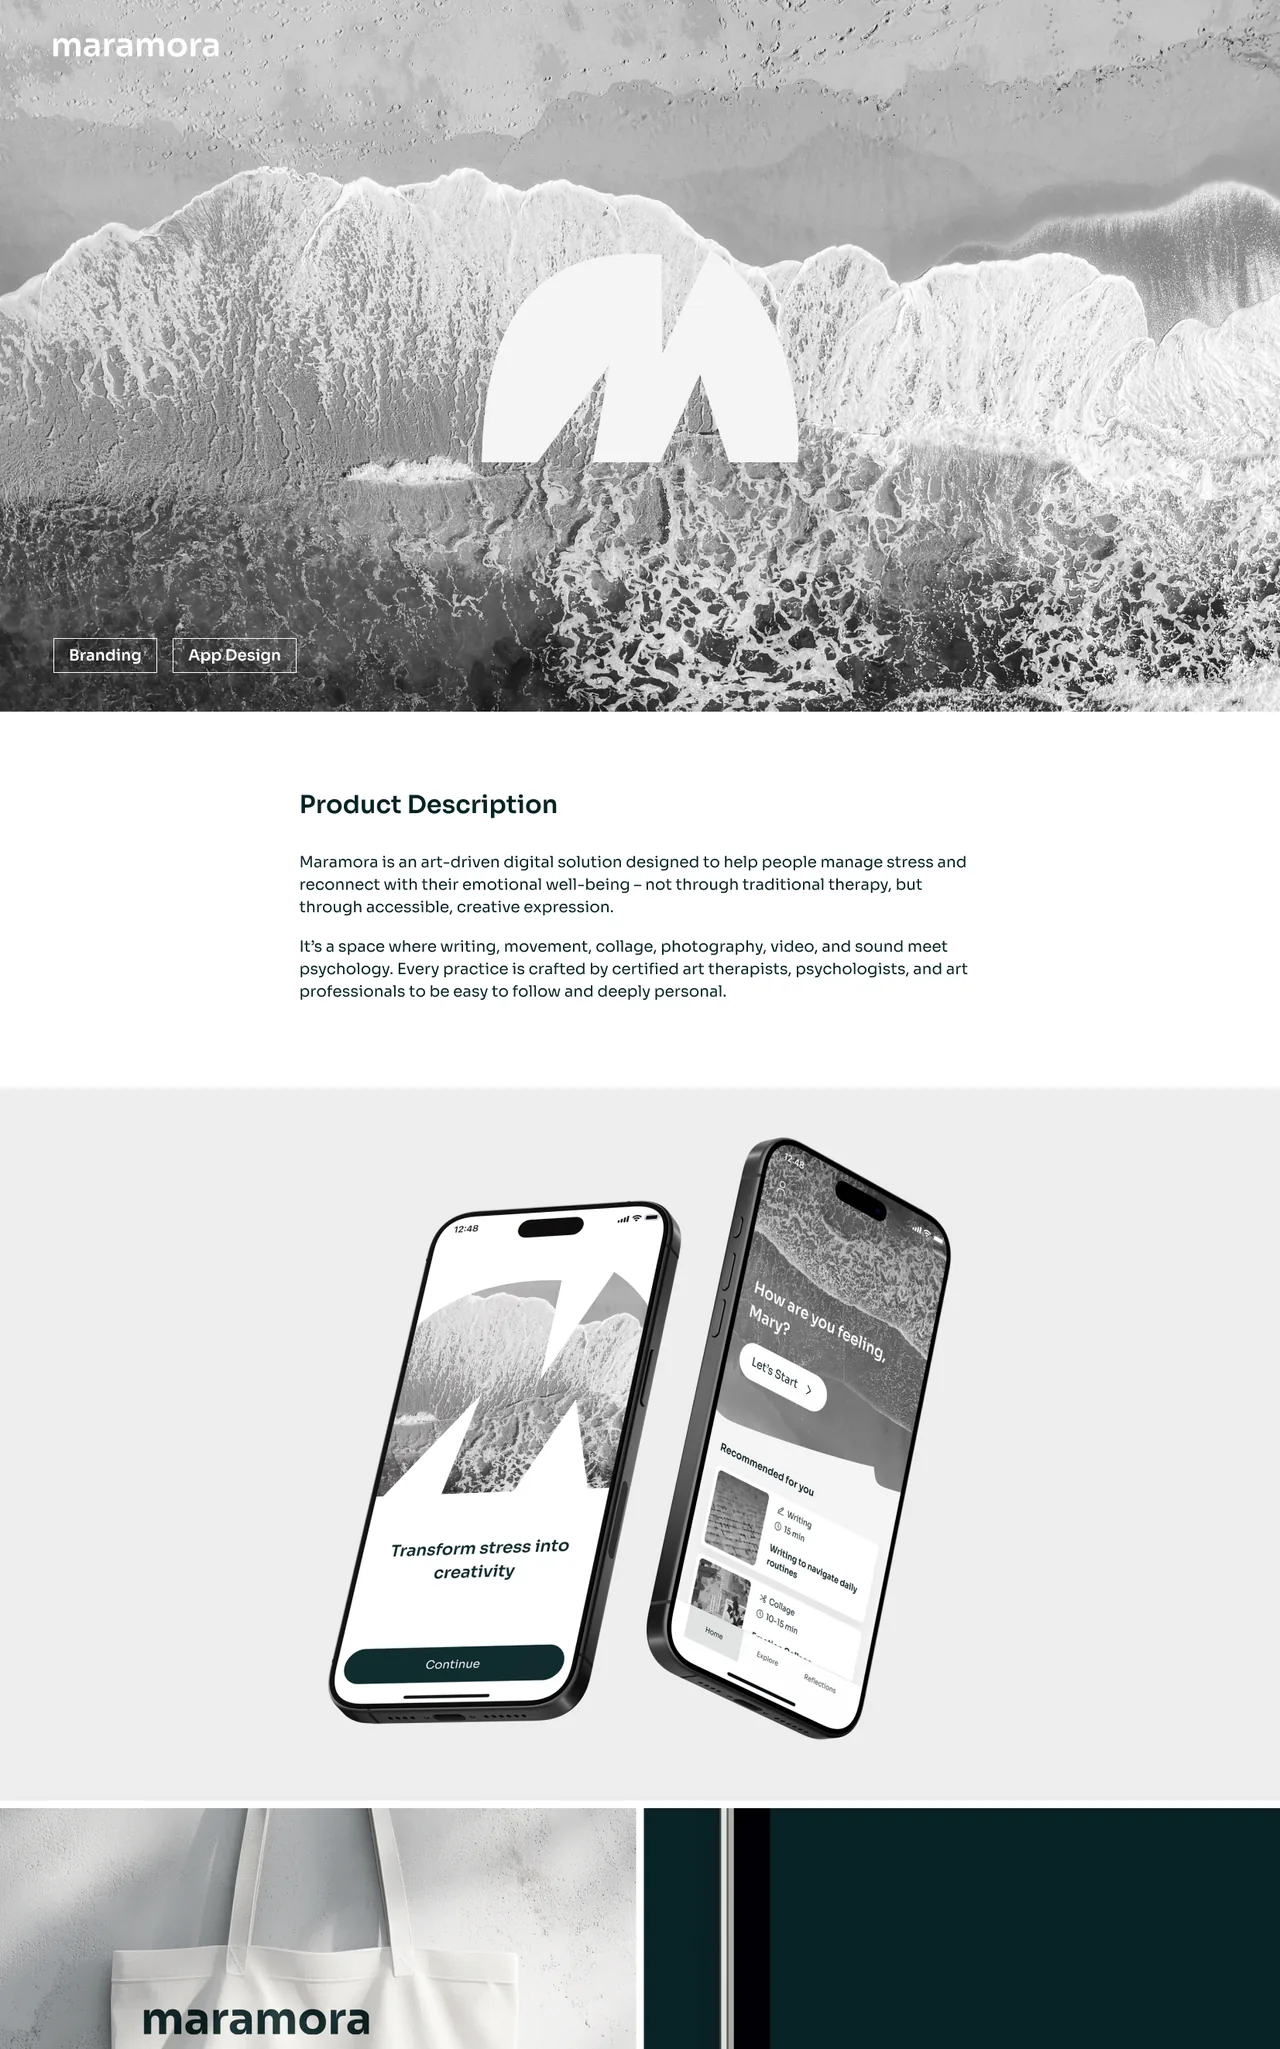 maramora
Branding
App Design
Product Description
Maramora is an art-driven digital solution designed to help people manage stress and
reconnect with their emotional well-being – not through traditional therapy, but
through accessible, creative expression.
It’s a space where writing, movement, collage, photography, video, and sound meet
psychology. Every practice is crafted by certified art therapists, psychologists, and art
professionals to be easy to follow and deeply personal.
12:48
Transform stress into
creativity
Continue
12:48
How are you feeling,
Mary?
Let's Start
Recommended for you
Writing
15 min
Writing to navigate daily
routines
Collage
10-15 min
Home
Explore
Reflections
maramora